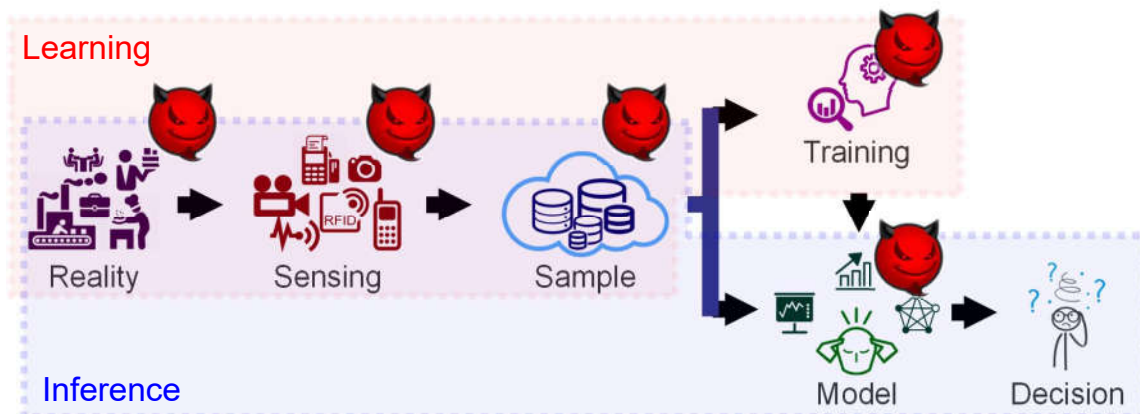 Learning
Training
RFID
Reality
Sensing
Sample
? ? ? ?
Inference
Model
Decision